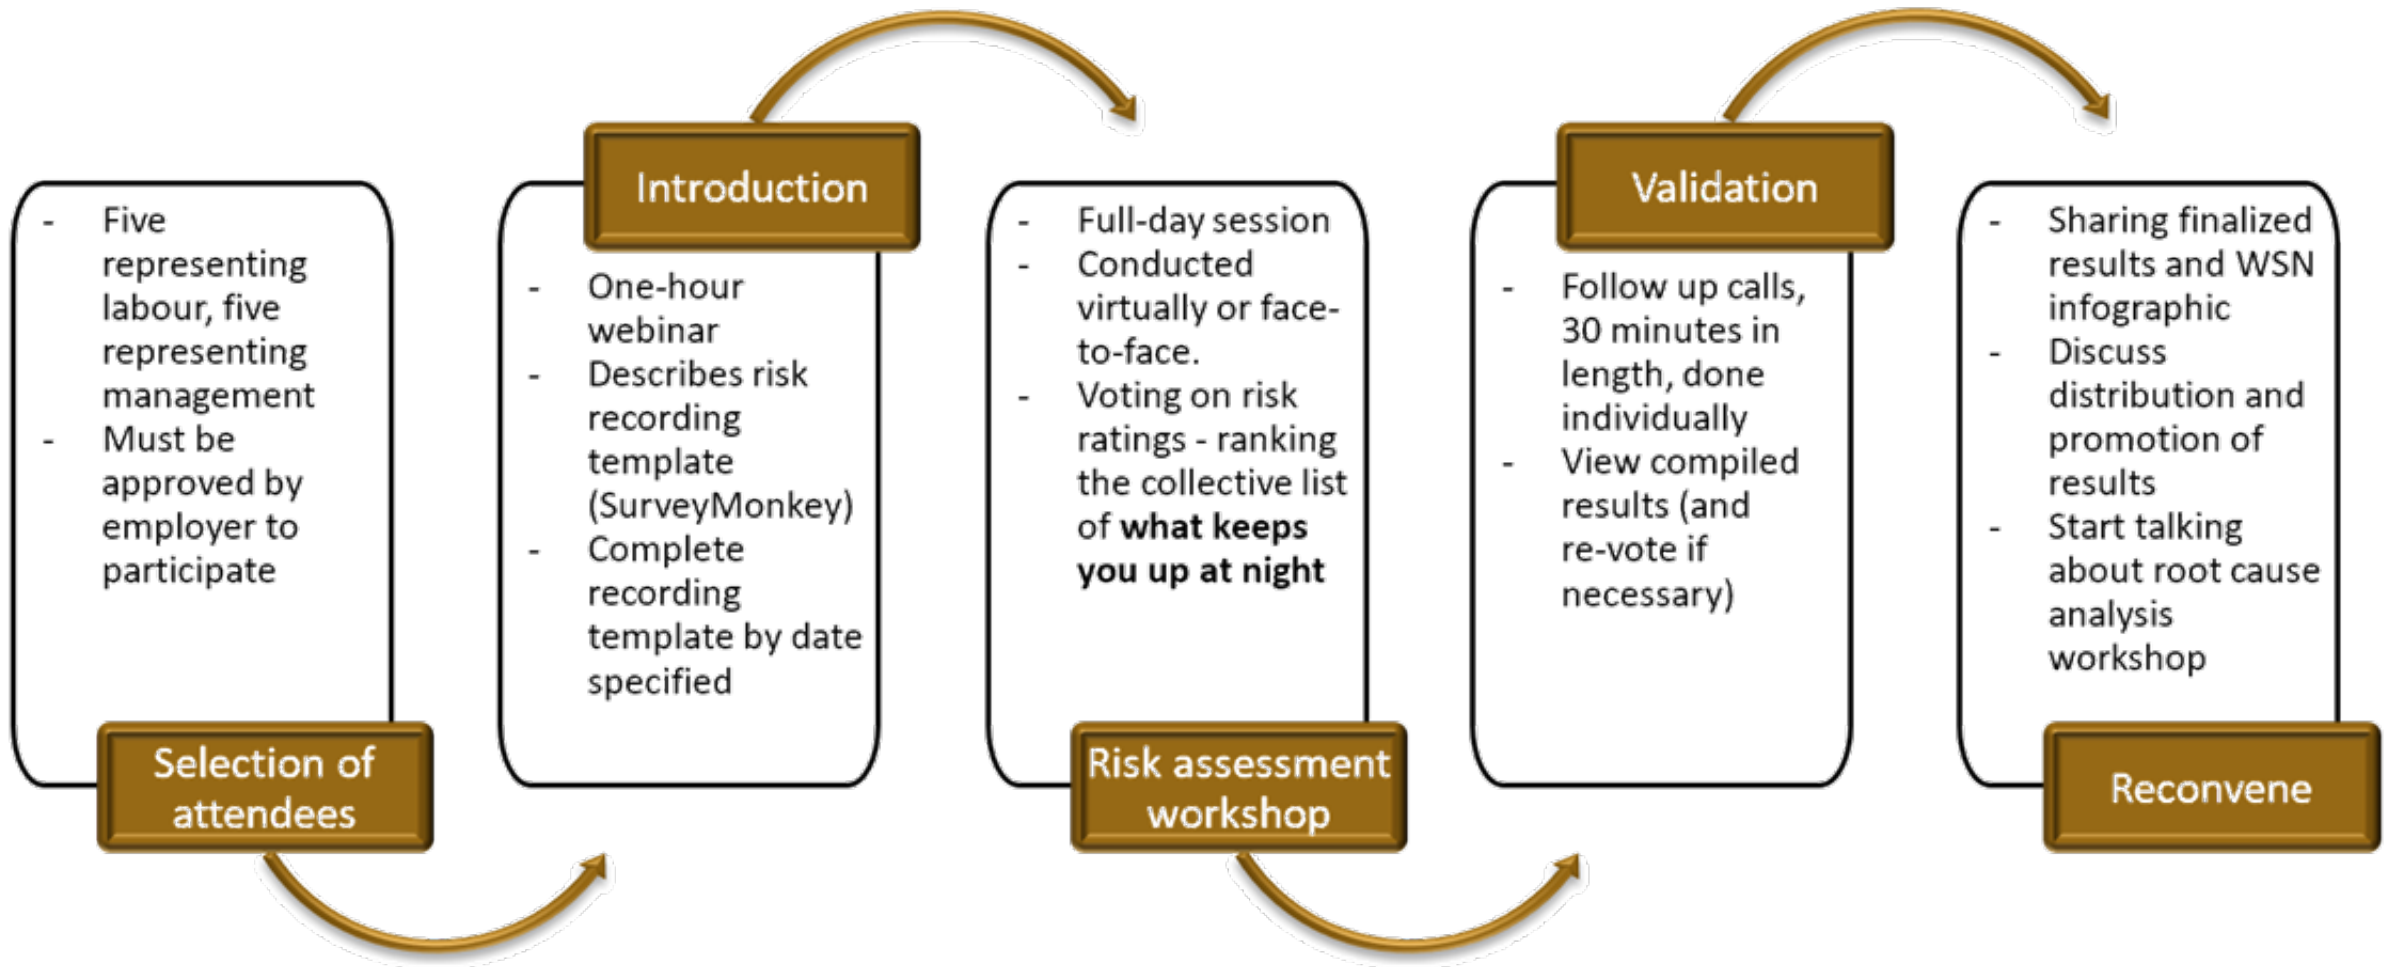 - Five
representing
labour, five
representing
management
- Must be
approved by
employer to
participate
Selection of
attendees
Introduction
- One-hour
webinar
- Describes risk
recording
template
(SurveyMonkey)
- Complete
recording
template by date
specified
- Full-day session
- Conducted
virtually or face-
to-face.
- Voting on risk
ratings - ranking
the collective list
of what keeps
you up at night
Risk assessment
workshop
Validation
- Follow up calls,
30 minutes in
length, done
individually
- View compiled
results (and
re-vote if
necessary)
- Sharing finalized
results and WSN
infographic
- Discuss
distribution and
promotion of
results
- Start talking
about root cause
analysis
workshop
Reconvene